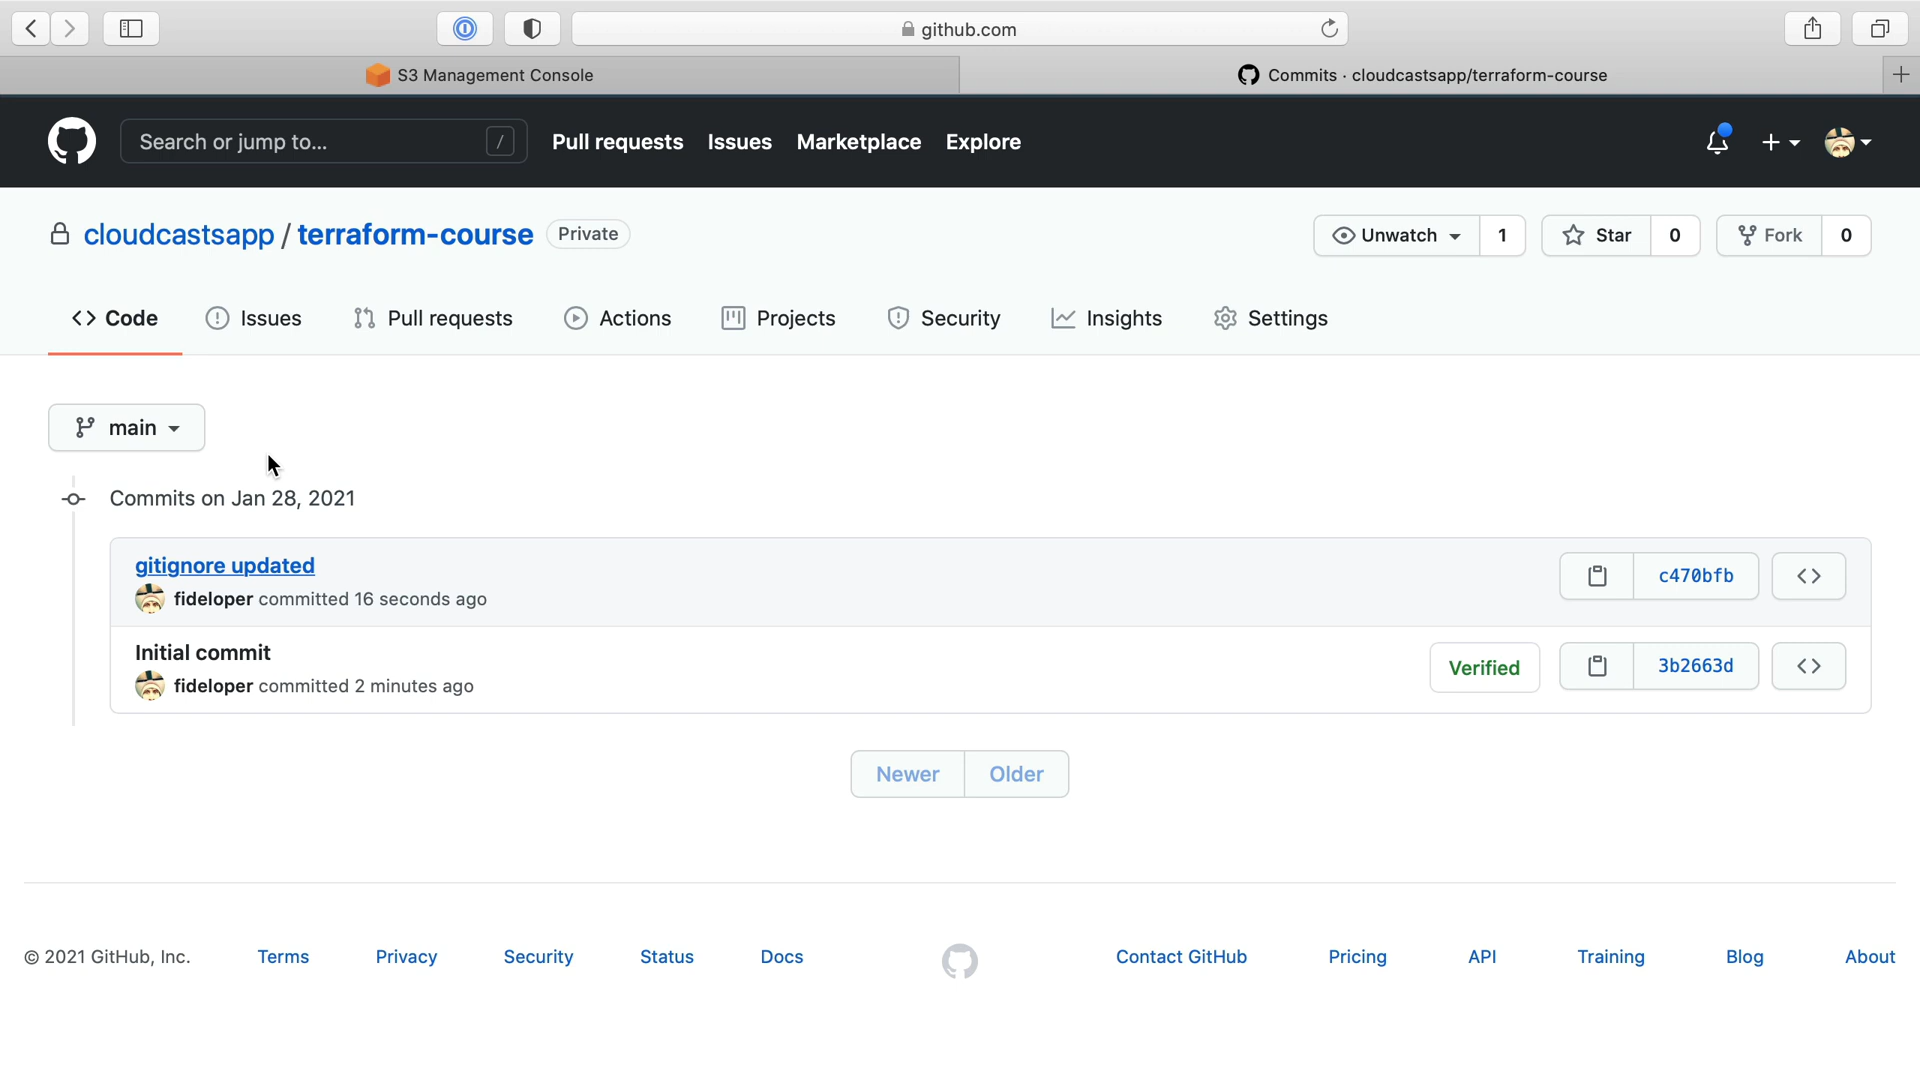 github.com
S3 Management Console
Commits · cloudcastsapp/terraform-course
Search or jump to... /
Pull requests Issues Marketplace Explore
cloudcastsapp / terraform-course Private
Unwatch 1 Star 0 Fork 0
Code Issues Pull requests Actions Projects Security Insights Settings
main
Commits on Jan 28, 2021
gitignore updated
fideloper committed 16 seconds ago
c470bfb
Initial commit
fideloper committed 2 minutes ago
Verified
3b2663d
Newer Older
© 2021 GitHub, Inc. Terms Privacy Security Status Docs Contact GitHub Pricing API Training Blog About